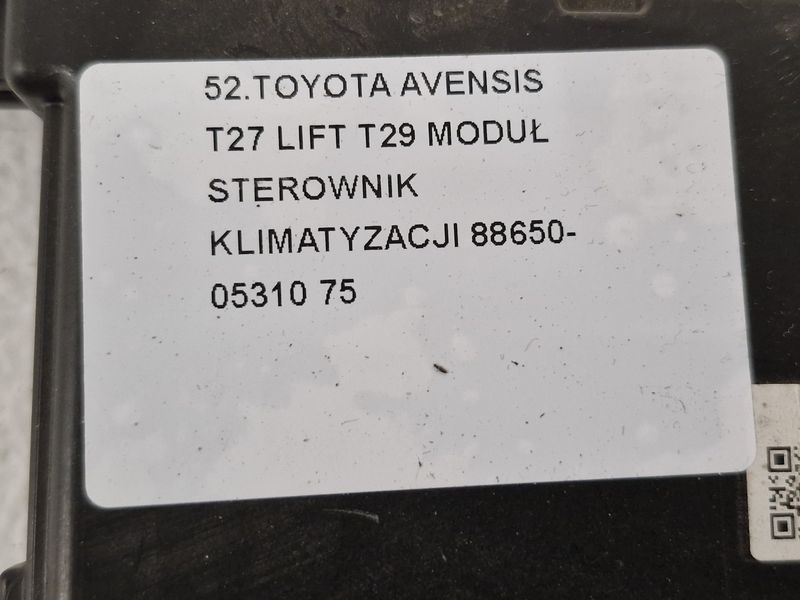 52.TOYOTA AVENSIS
T27 LIFT T29 MODUŁ
STEROWNIK
KLIMATYZACJI 88650-
05310 75